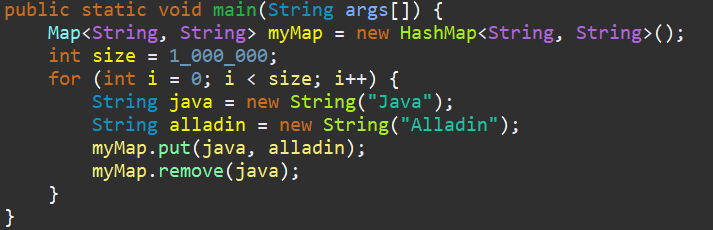 public static void main(String args[]) {
    Map<String, String> myMap = new HashMap<String, String>();
    int size = 1_000_000;
    for (int i = 0; i < size; i++) {
        String java = new String("Java");
        String alladin = new String("Alladin");
        myMap.put(java, alladin);
        myMap.remove(java);
    }
}